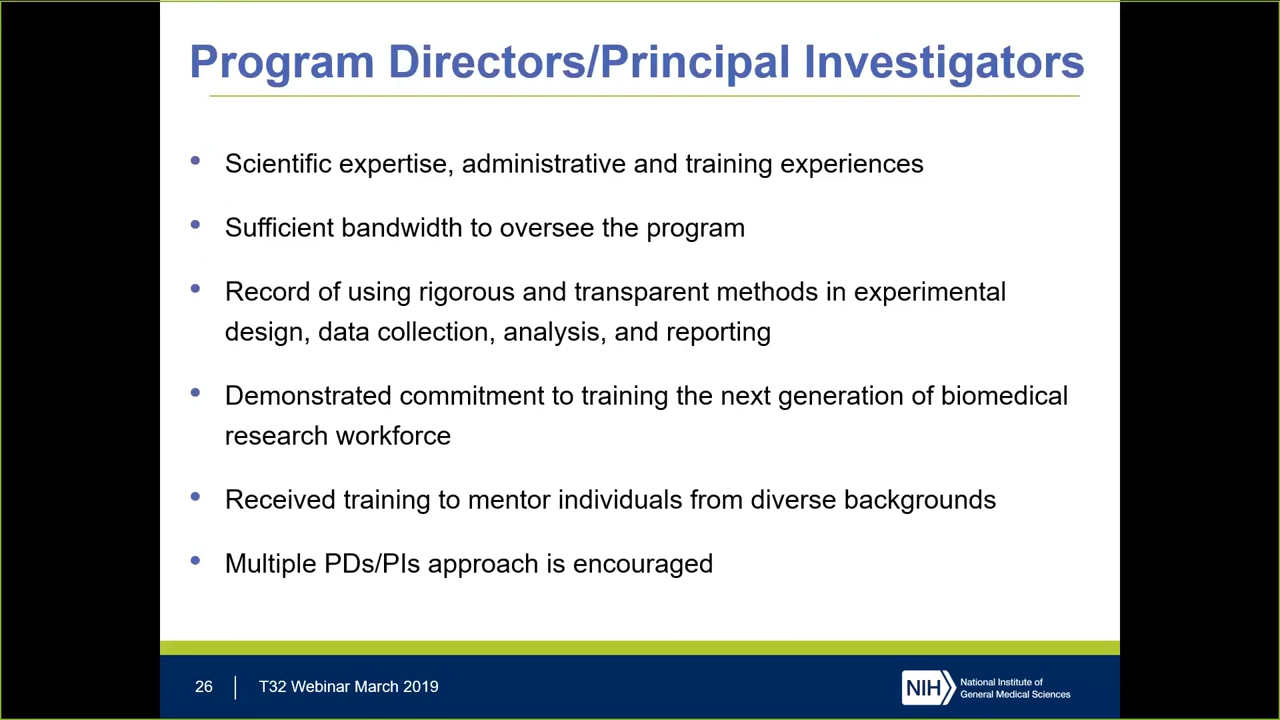 Program Directors/Principal Investigators
• Scientific expertise, administrative and training experiences
• Sufficient bandwidth to oversee the program
• Record of using rigorous and transparent methods in experimental
design, data collection, analysis, and reporting
• Demonstrated commitment to training the next generation of biomedical
research workforce
• Received training to mentor individuals from diverse backgrounds
• Multiple PDs/PIs approach is encouraged
26 | T32 Webinar March 2019
NIH
National Institute of
General Medical Sciences